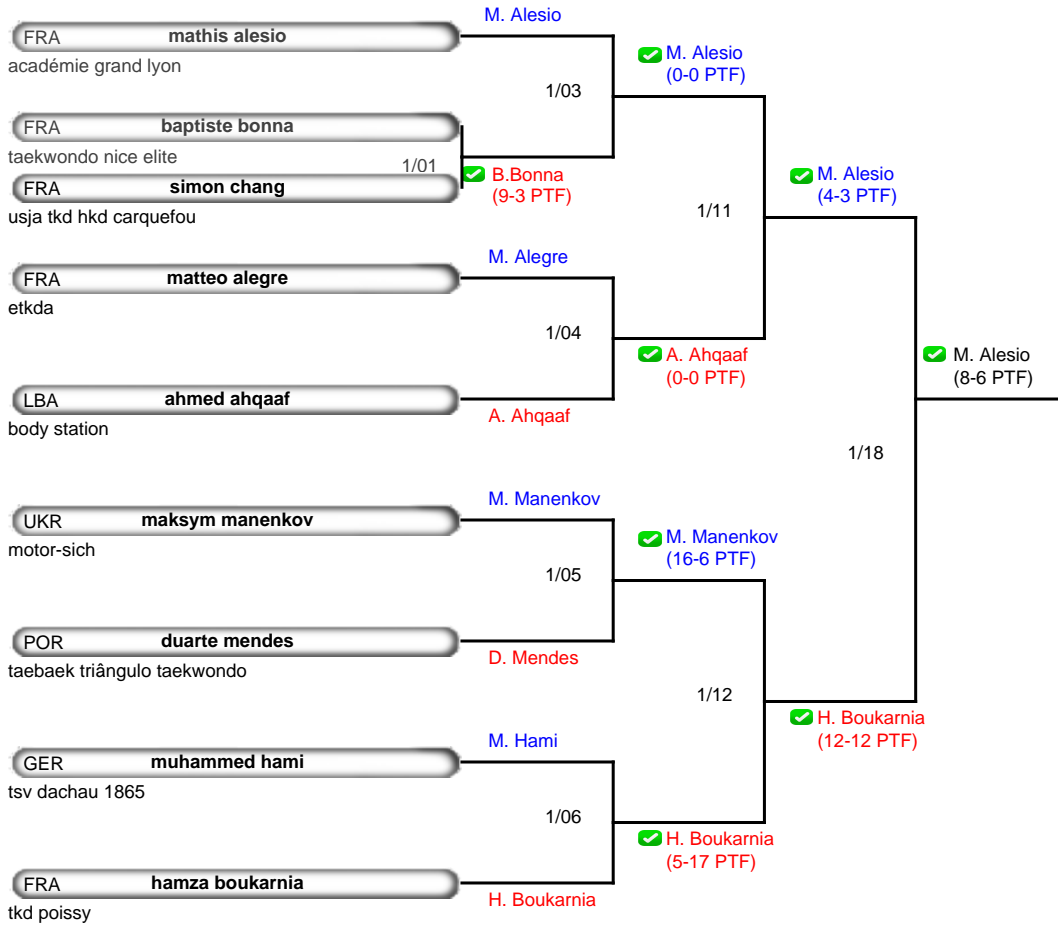 M. Alesio
FRA mathis alesio
académie grand lyon
M. Alesio
(0-0 PTF)
1/03
FRA baptiste bonna
taekwondo nice elite
1/01
B.Bonna
(9-3 PTF)
FRA simon chang
usja tkd hkd carquefou
M. Alesio
(4-3 PTF)
1/11
M. Alegre
FRA matteo alegre
etkda
1/04
A. Ahqaaf
(0-0 PTF)
M. Alesio
(8-6 PTF)
LBA ahmed ahqaaf
body station
A. Ahqaaf
1/18
M. Manenkov
UKR maksym manenkov
motor-sich
M. Manenkov
(16-6 PTF)
1/05
POR duarte mendes
taebaek triângulo taekwondo
D. Mendes
1/12
H. Boukarnia
(12-12 PTF)
M. Hami
GER muhammed hami
tsv dachau 1865
1/06
H. Boukarnia
(5-17 PTF)
FRA hamza boukarnia
tkd poissy
H. Boukarnia